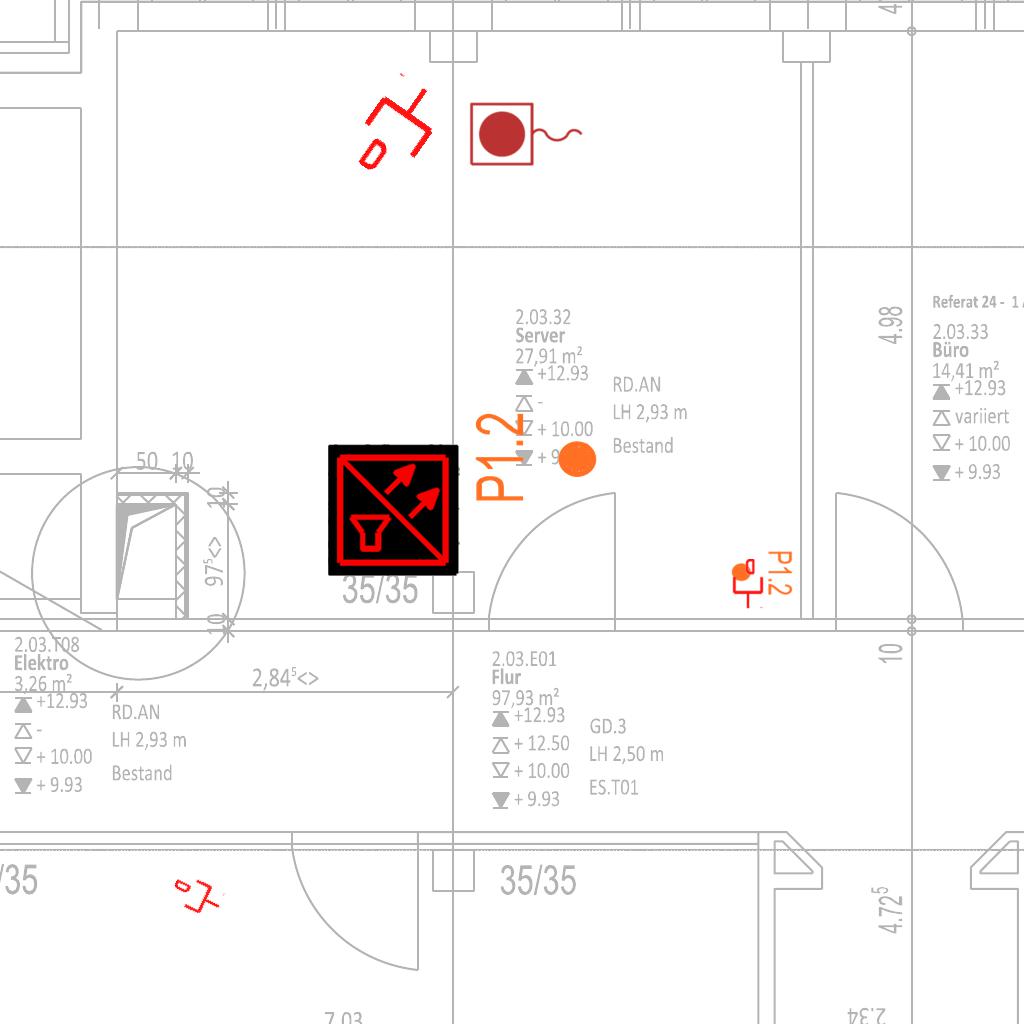 4.98
Referat 24 - 1
2.03.32
Server
27,91 m²
+12.93
-
+ 10.00
RD.AN
LH 2,93 m
Bestand
2.03.33
Büro
14,41 m²
+12.93
variiert
+ 10.00
+ 9.93
P1.2
P1.2
50 10
10
97⁵<>
10
35/35
2.03.T08
Elektro
3,26 m²
+12.93
-
+ 10.00
+ 9.93
RD.AN
LH 2,93 m
Bestand
2,84⁵<>
2.03.E01
Flur
97,93 m²
+12.93
+ 12.50
+ 10.00
+ 9.93
GD.3
LH 2,50 m
ES.T01
10
/35
35/35
4.72⁵
7.03
2.34